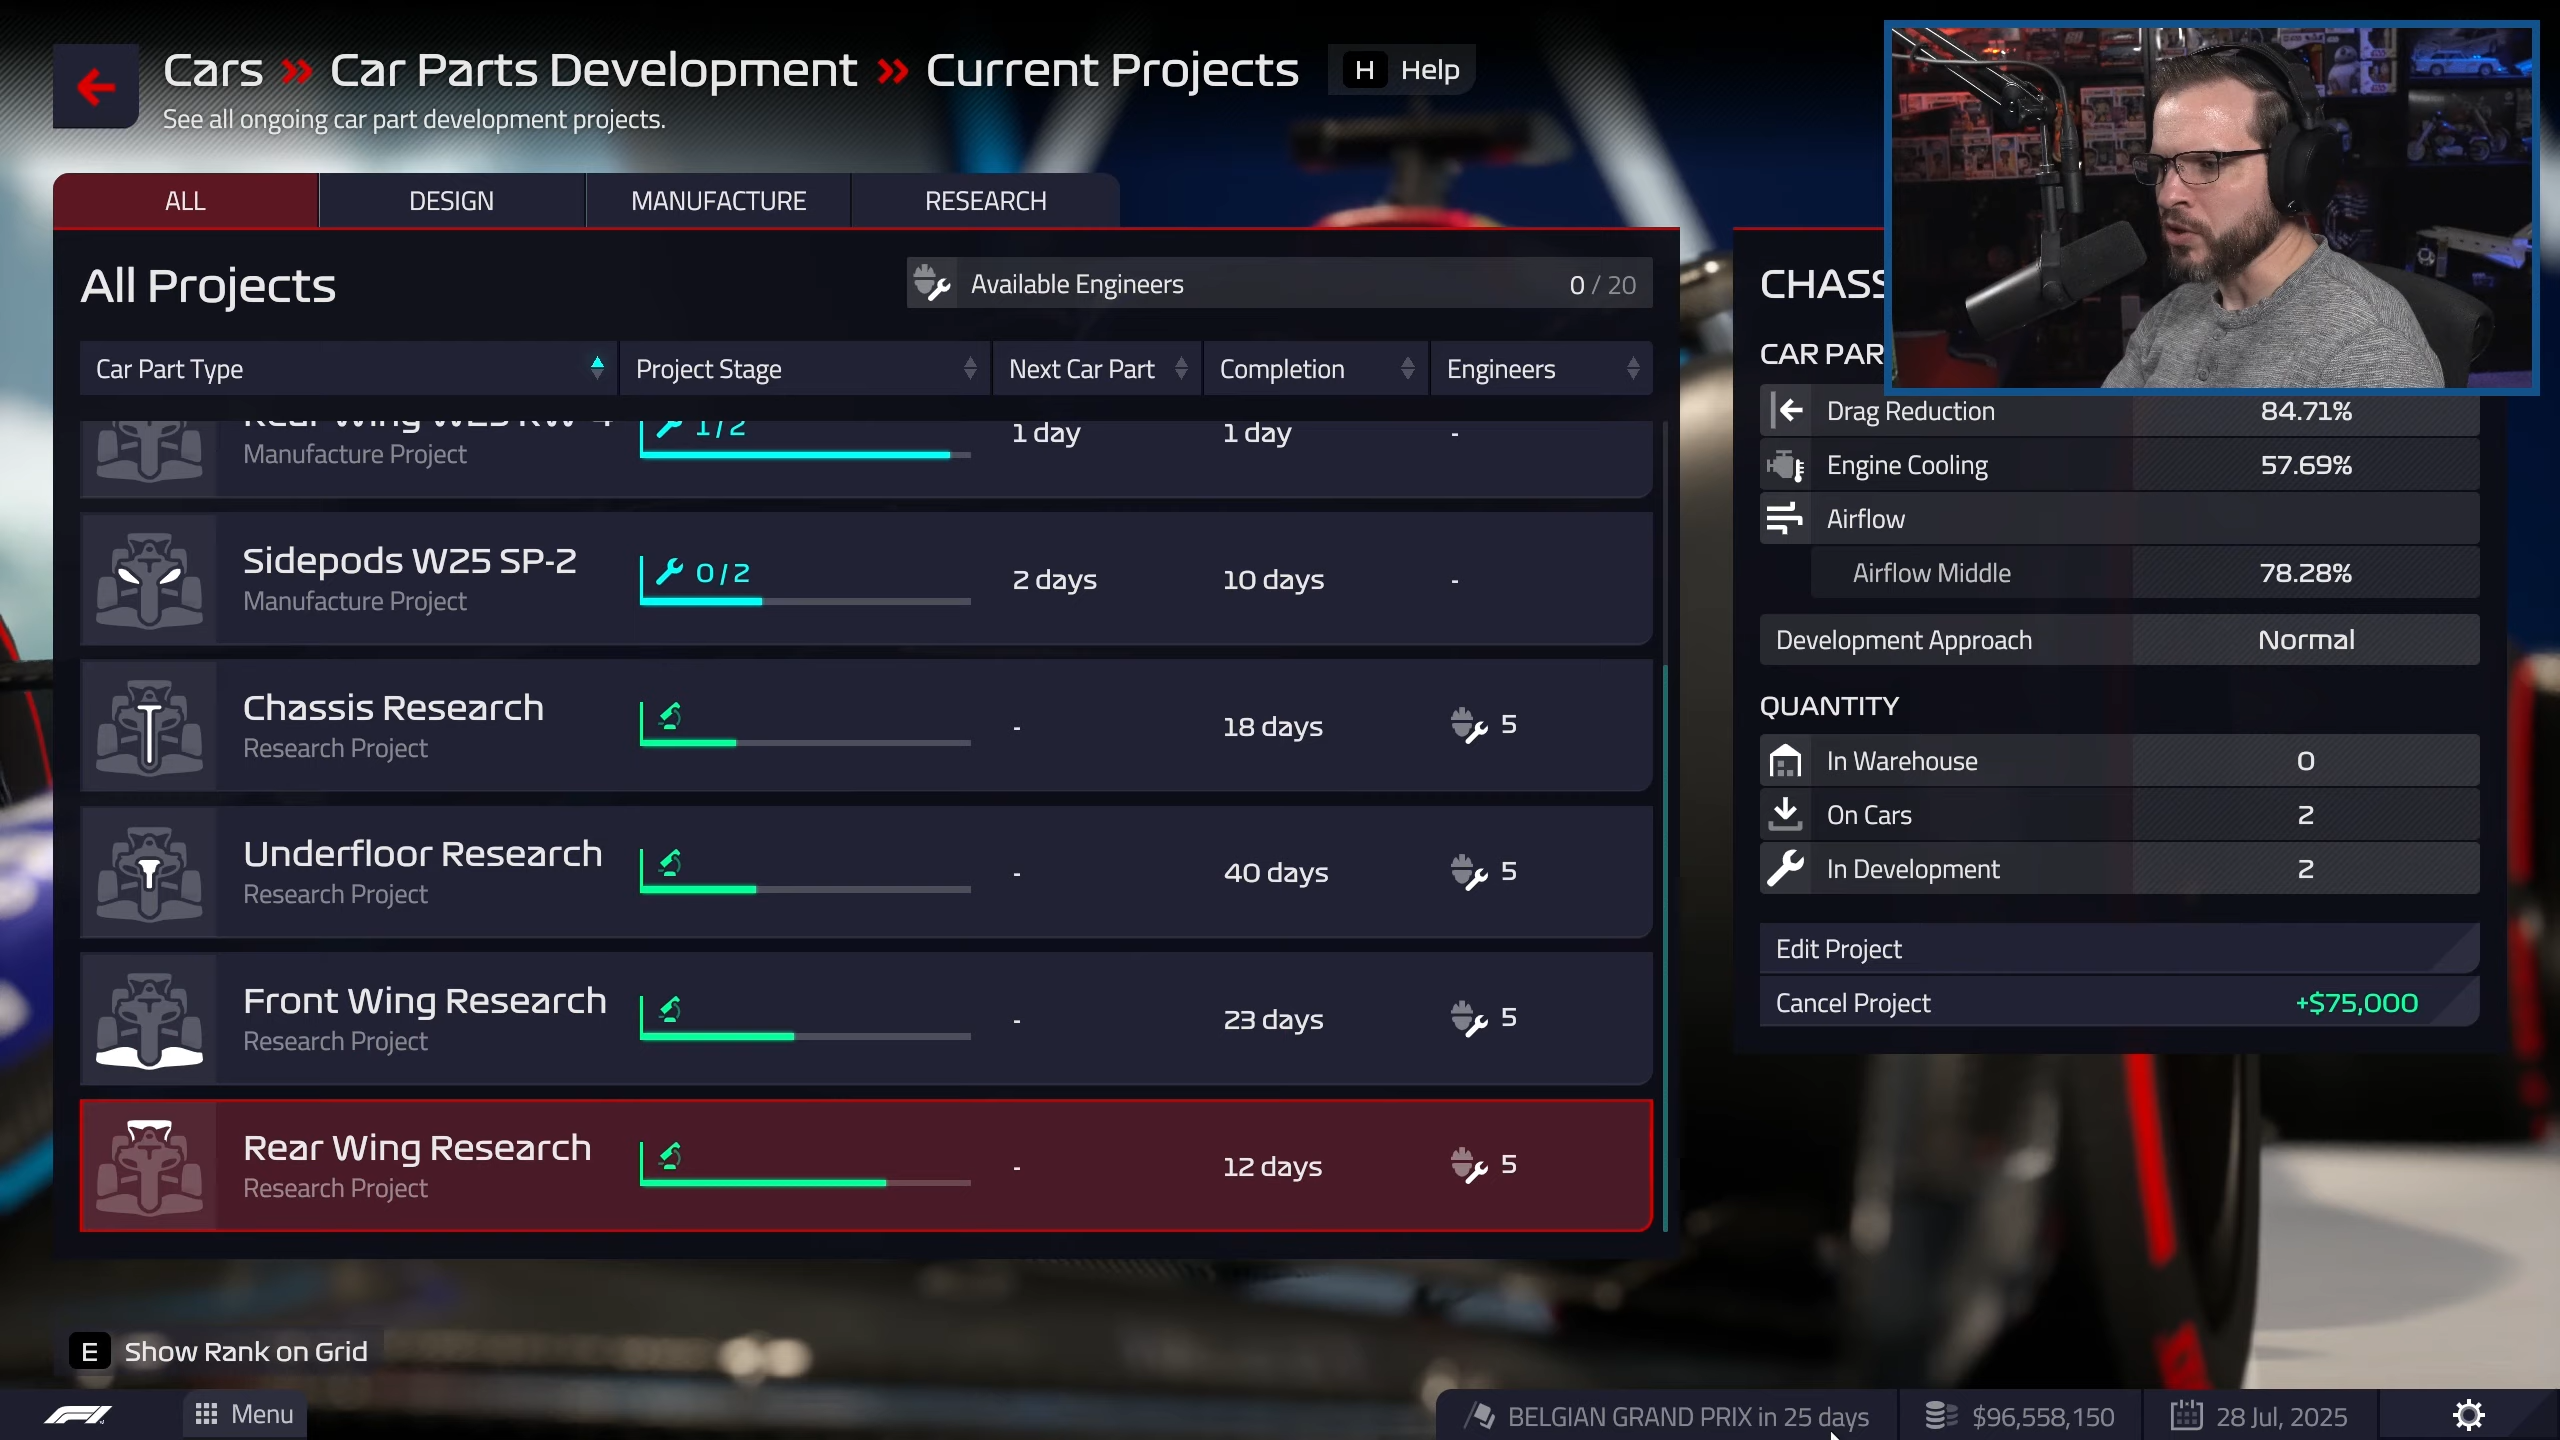 Cars » Car Parts Development » Current Projects H Help
See all ongoing car part development projects.
ALL DESIGN MANUFACTURE RESEARCH
All Projects
Available Engineers 0 / 20
Car Part Type Project Stage Next Car Part Completion Engineers
Rear Wing W25 RW-4 1/2 1 day 1 day -
Manufacture Project
Sidepods W25 SP-2 0/2 2 days 10 days -
Manufacture Project
Chassis Research - 18 days 5
Research Project
Underfloor Research - 40 days 5
Research Project
Front Wing Research - 23 days 5
Research Project
Rear Wing Research - 12 days 5
Research Project
CHASS
CAR PAR
Drag Reduction 84.71%
Engine Cooling 57.69%
Airflow
Airflow Middle 78.28%
Development Approach Normal
QUANTITY
In Warehouse 0
On Cars 2
In Development 2
Edit Project
Cancel Project +$75,000
E Show Rank on Grid
F1 Menu BELGIAN GRAND PRIX in 25 days $96,558,150 28 Jul, 2025